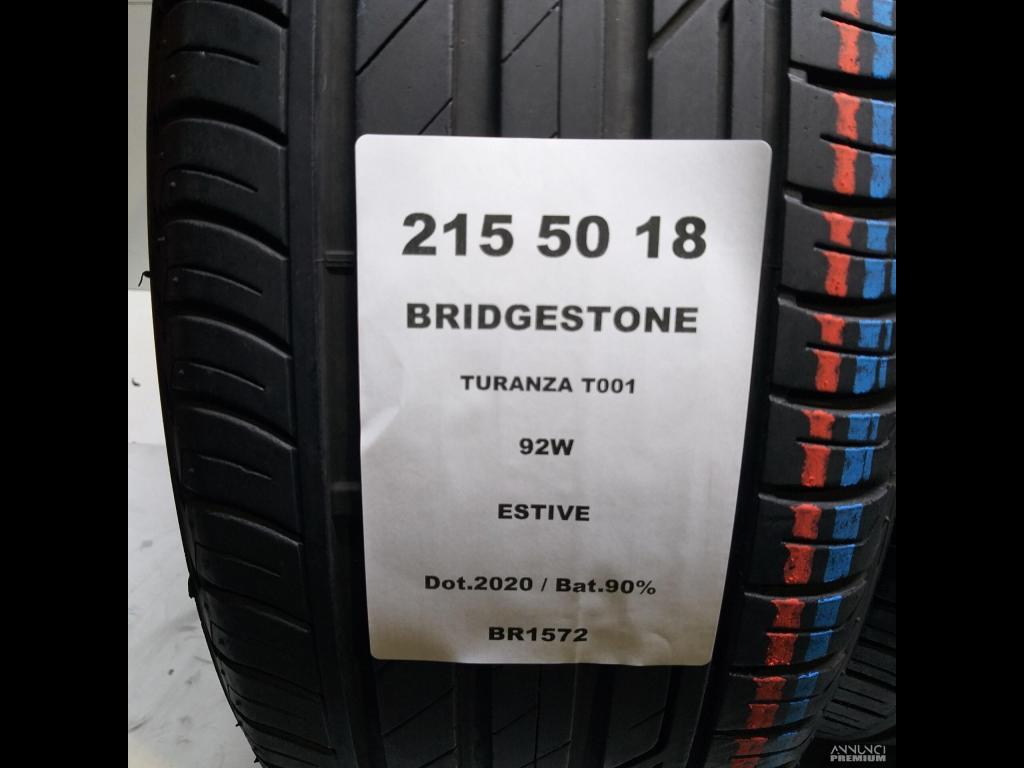 215 50 18
BRIDGESTONE
TURANZA T001
92W
ESTIVE
Dot.2020 / Bat.90%
BR1572
ANNUNCI
PREMIUM